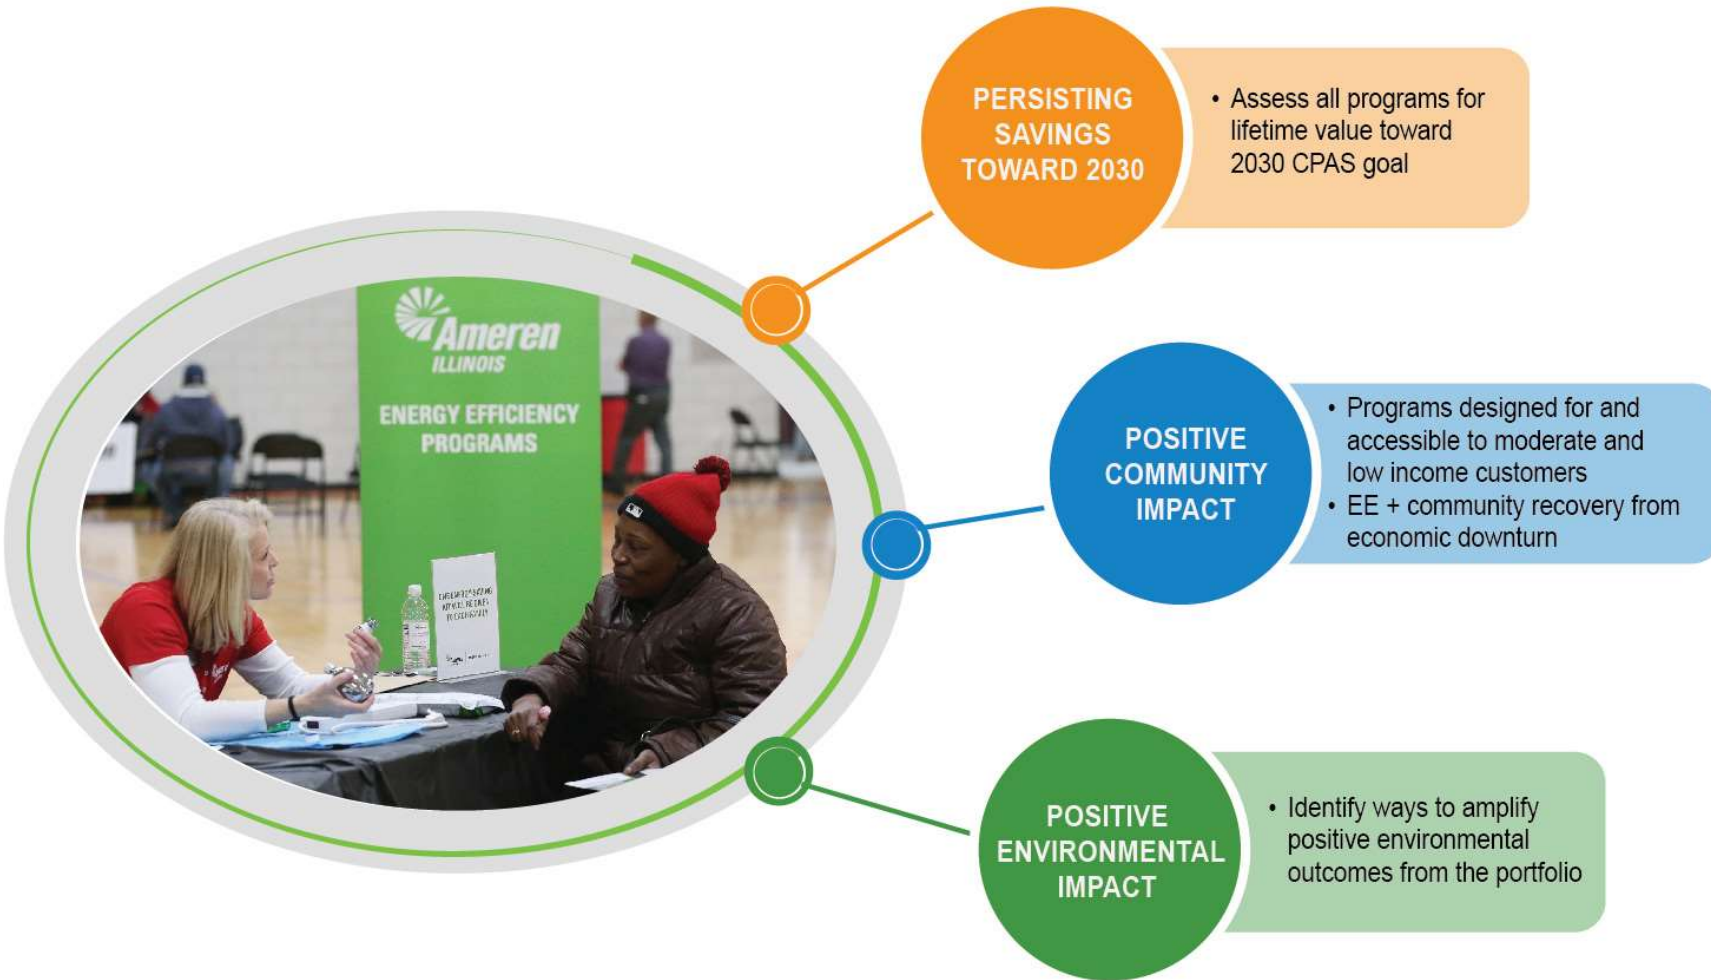 Ameren
ILLINOIS
ENERGY EFFICIENCY
PROGRAMS
PERSISTING
SAVINGS
TOWARD 2030
• Assess all programs for
lifetime value toward
2030 CPAS goal
POSITIVE
COMMUNITY
IMPACT
• Programs designed for and
accessible to moderate and
low income customers
• EE + community recovery from
economic downturn
POSITIVE
ENVIRONMENTAL
IMPACT
• Identify ways to amplify
positive environmental
outcomes from the portfolio